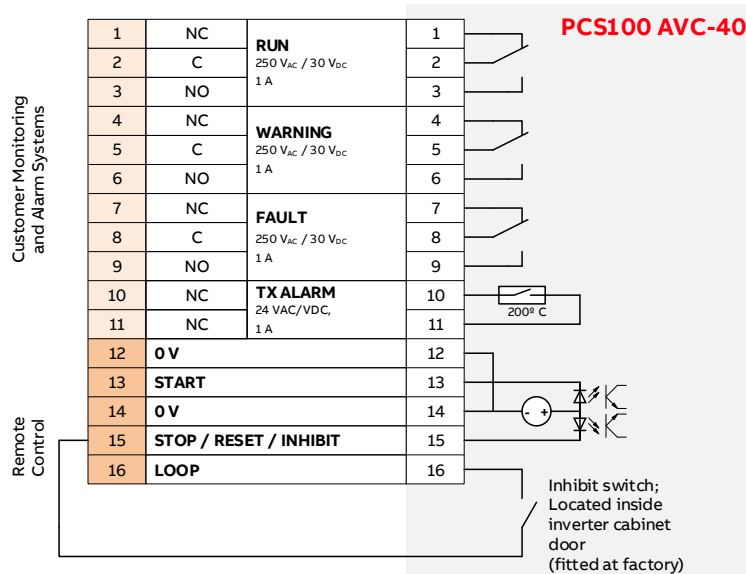 PCS100 AVC-40
Customer Monitoring
and Alarm Systems
1 NC RUN 1
2 C 250 VAC / 30 VDC 2
3 NO 1 A 3
4 NC WARNING 4
5 C 250 VAC / 30 VDC 5
6 NO 1 A 6
7 NC FAULT 7
8 C 250 VAC / 30 VDC 8
9 NO 1 A 9
10 NC TX ALARM 10
24 VAC/VDC,
11 NC 1 A 11
200º C
Remote
Control
12 0 V 12
13 START 13
14 0 V 14
- +
15 STOP / RESET / INHIBIT 15
16 LOOP 16
Inhibit switch;
Located inside
inverter cabinet
door
(fitted at factory)